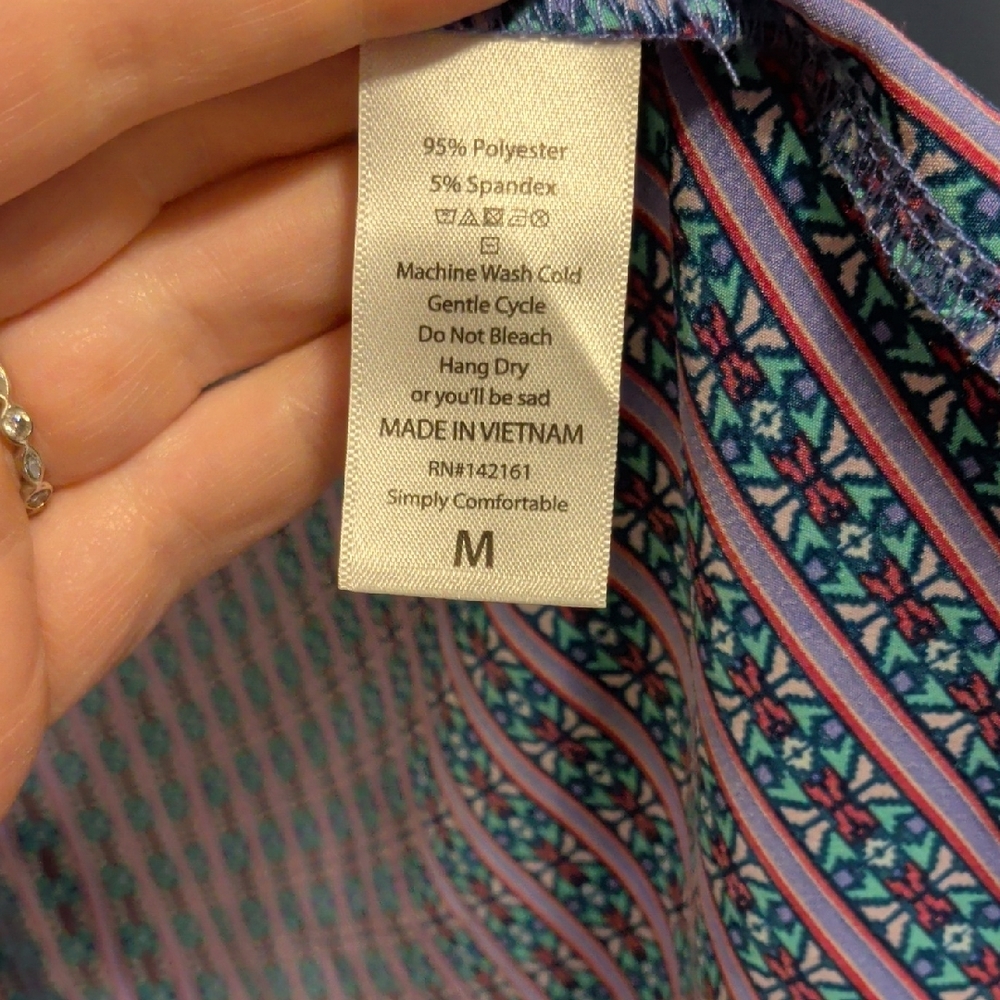 95% Polyester
5% Spandex
Machine Wash Cold
Gentle Cycle
Do Not Bleach
Hang Dry
or you'll be sad
MADE IN VIETNAM
RN#142161
Simply Comfortable
M